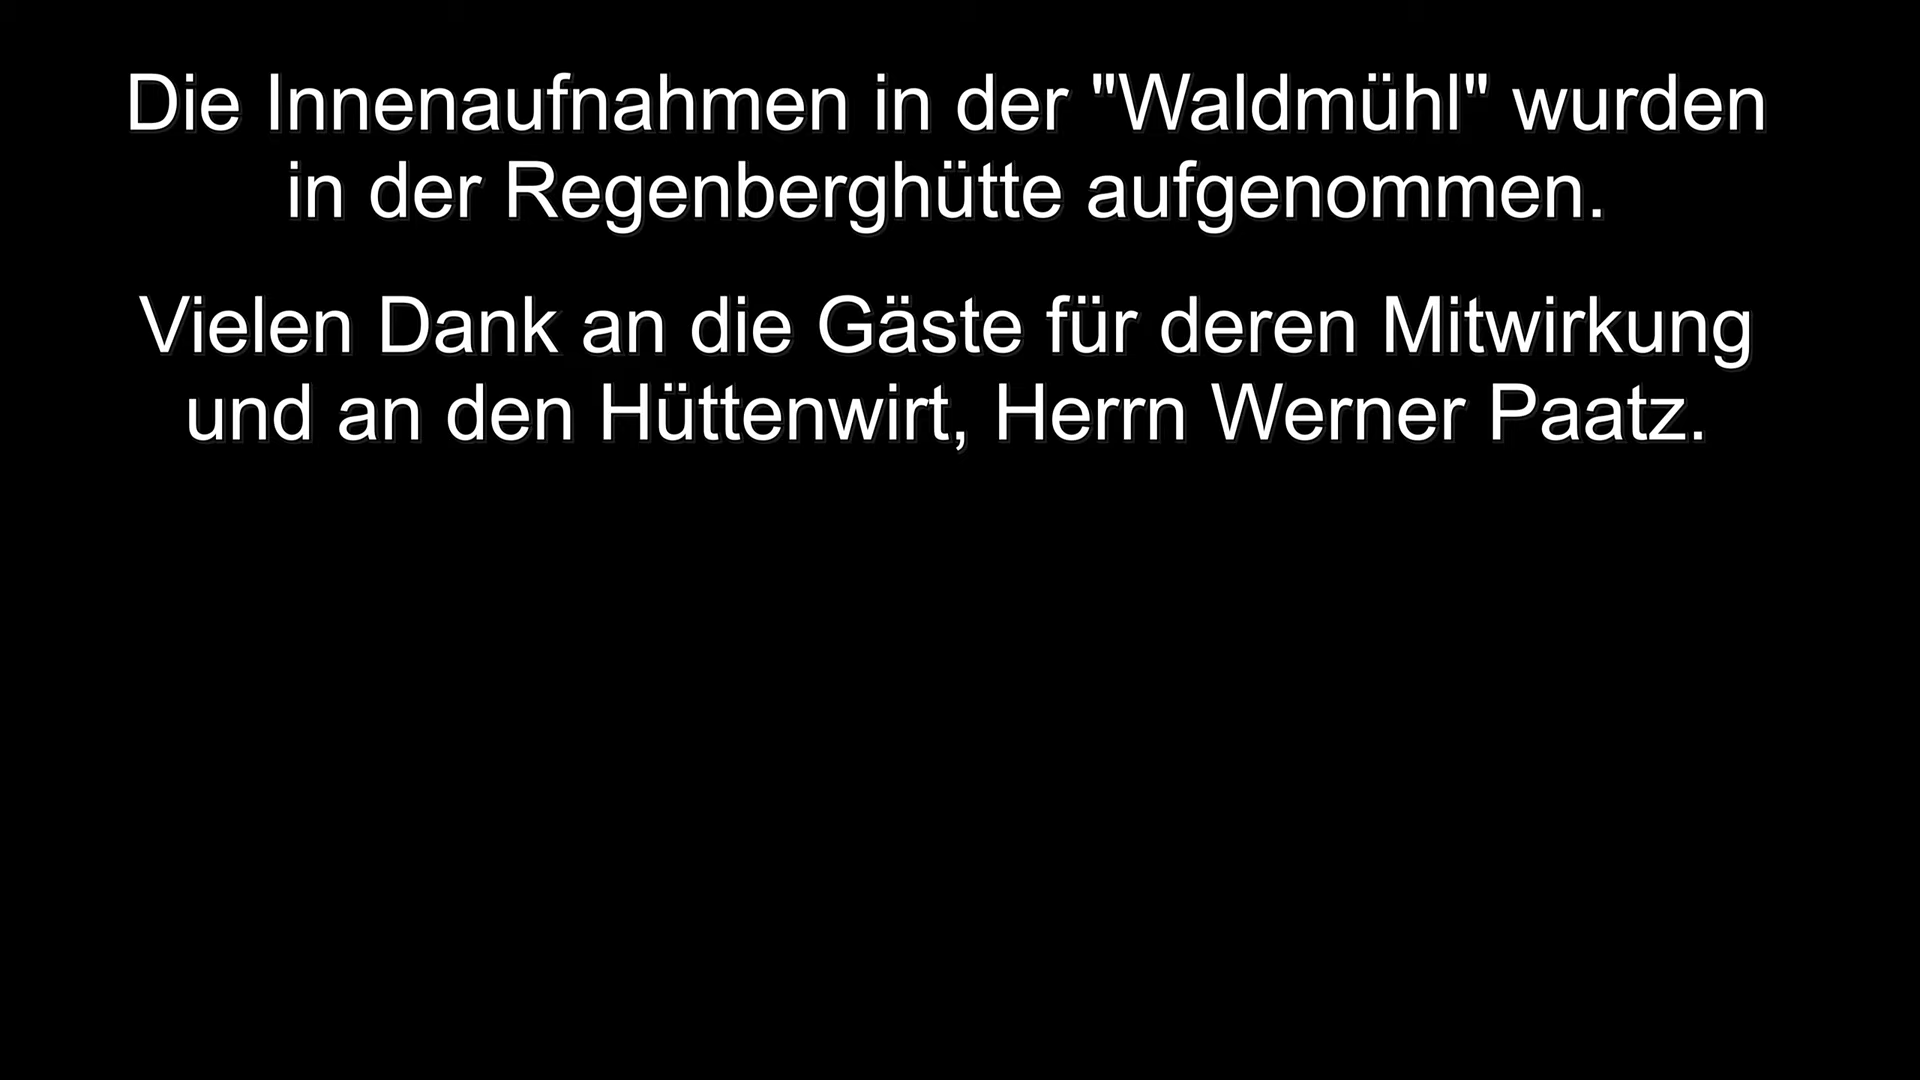 Die Innenaufnahmen in der "Waldmühl" wurden
in der Regenberghütte aufgenommen.
Vielen Dank an die Gäste für deren Mitwirkung
und an den Hüttenwirt, Herrn Werner Paatz.